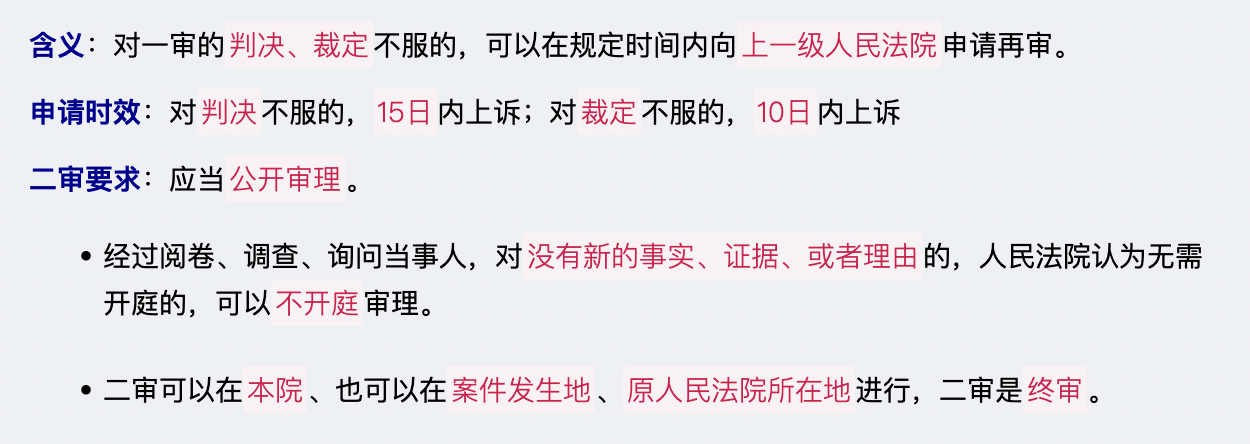 含义：对一审的判决、裁定不服的，可以在规定时间内向上一级人民法院申请再审。
申请时效：对判决不服的，15日内上诉；对裁定不服的，10日内上诉
二审要求：应当公开审理。
• 经过阅卷、调查、询问当事人，对没有新的事实、证据、或者理由的，人民法院认为无需
开庭的，可以不开庭审理。
• 二审可以在本院、也可以在案件发生地、原人民法院所在地进行，二审是终审。